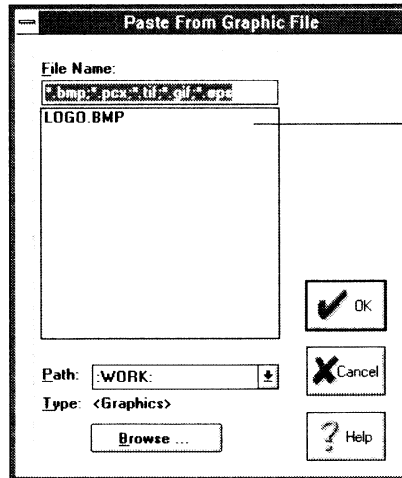 Paste From Graphic File
File Name:
*.bmp;*.pcx;*.tif;*.gif;*.eps
LOGO.BMP
OK
Path: :WORK:
Cancel
Type: <Graphics>
Browse ...
Help